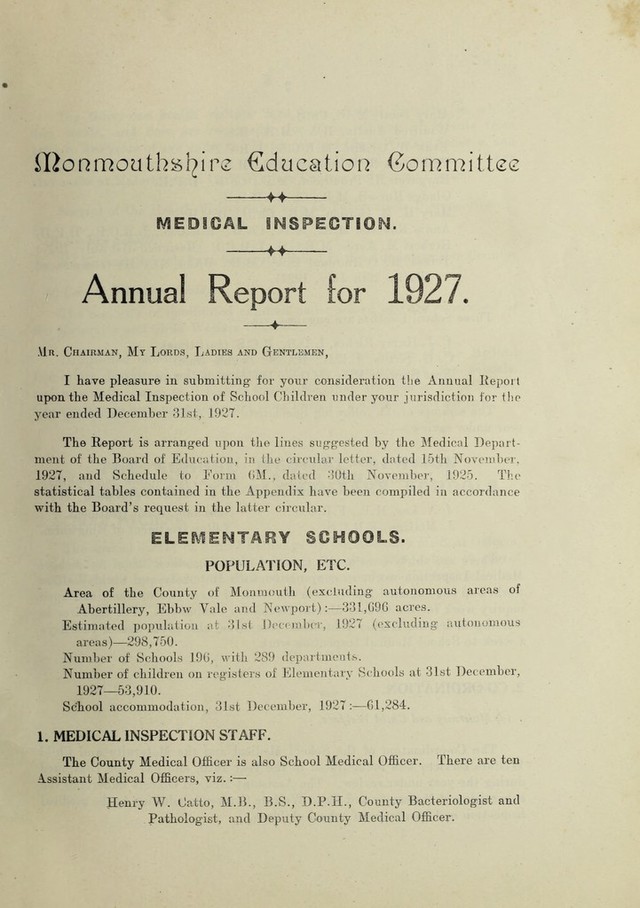 Monmouthshire Education Committee
MEDICAL INSPECTION.
Annual Report for 1927.
MR. CHAIRMAN, MY LORDS, LADIES AND GENTLEMEN,
I have pleasure in submitting for your consideration the Annual Report
upon the Medical Inspection of School Children under your jurisdiction for the
year ended December 31st, 1927.
The Report is arranged upon the lines suggested by the Medical Depart-
ment of the Board of Education, in the circular letter, dated 15th November,
1927, and Schedule to Form 6M., dated 30th November, 1925. The
statistical tables contained in the Appendix have been compiled in accordance
with the Board's request in the latter circular.
ELEMENTARY SCHOOLS.
POPULATION, ETC.
Area of the County of Monmouth (excluding autonomous areas of
Abertillery, Ebbw Vale and Newport):—331,696 acres.
Estimated population at 31st December, 1927 (excluding autonomous
areas)—298,750.
Number of Schools 196, with 289 departments.
Number of children on registers of Elementary Schools at 31st December,
1927—53,910.
School accommodation, 31st December, 1927:—61,284.
1. MEDICAL INSPECTION STAFF.
The County Medical Officer is also School Medical Officer. There are ten
Assistant Medical Officers, viz.:—
Henry W. Catto, M.B., B.S., D.P.H., County Bacteriologist and
Pathologist, and Deputy County Medical Officer.